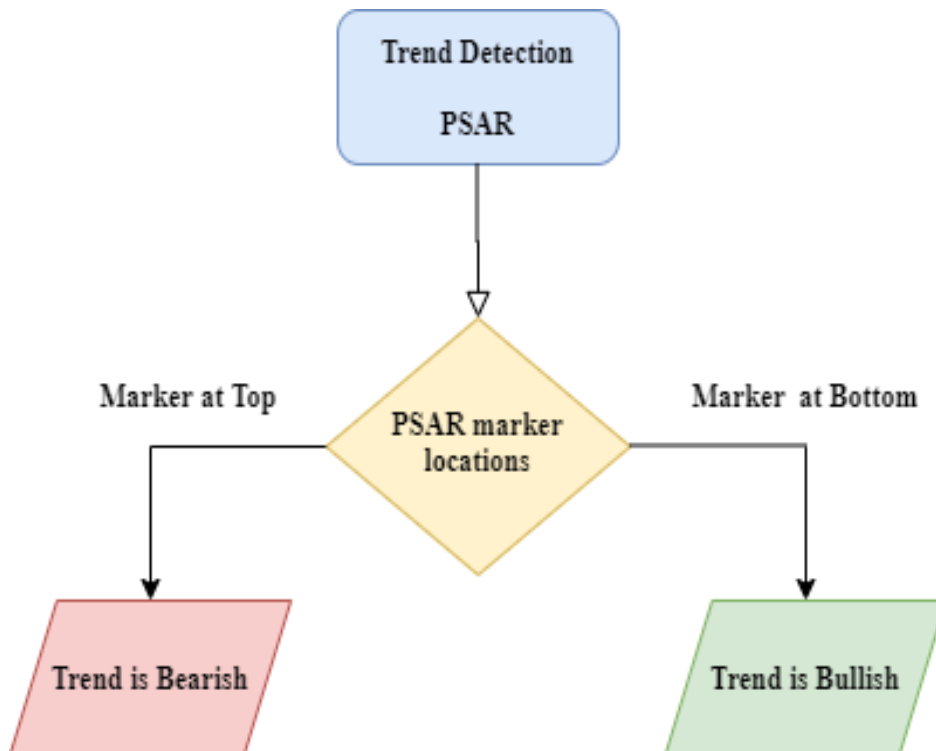 Trend Detection
PSAR
Marker at Top
Marker at Bottom
PSAR marker
locations
Trend is Bearish
Trend is Bullish